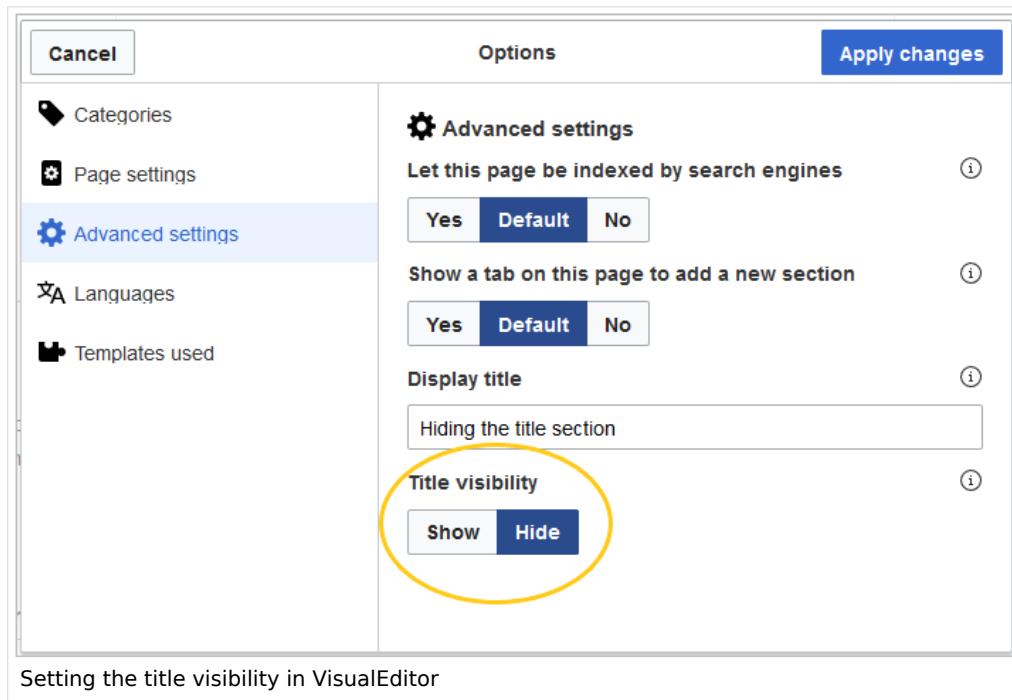 Cancel
Options
Apply changes
Categories
Page settings
Advanced settings
Languages
Templates used
Advanced settings
Let this page be indexed by search engines
Yes Default No
Show a tab on this page to add a new section
Yes Default No
Display title
Hiding the title section
Title visibility
Show Hide
Setting the title visibility in VisualEditor